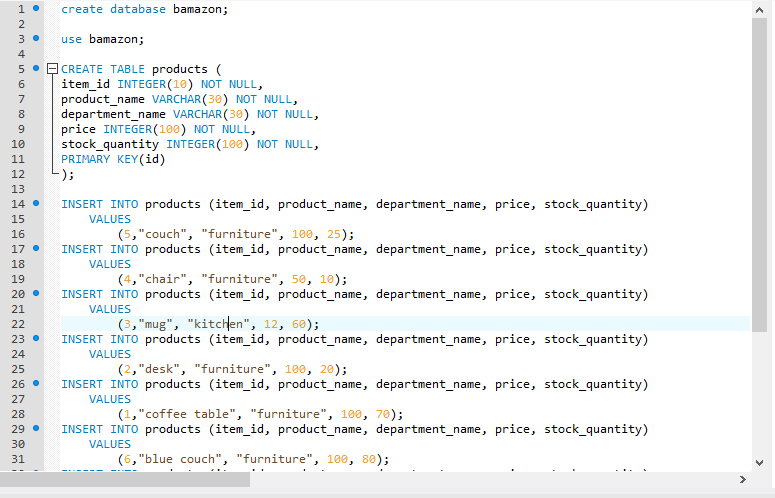 1 create database bamazon;
2
3 use bamazon;
4
5 CREATE TABLE products (
6 item_id INTEGER(10) NOT NULL,
7 product_name VARCHAR(30) NOT NULL,
8 department_name VARCHAR(30) NOT NULL,
9 price INTEGER(100) NOT NULL,
10 stock_quantity INTEGER(100) NOT NULL,
11 PRIMARY KEY(id)
12 );
13
14 INSERT INTO products (item_id, product_name, department_name, price, stock_quantity)
15 VALUES
16 (5,"couch", "furniture", 100, 25);
17 INSERT INTO products (item_id, product_name, department_name, price, stock_quantity)
18 VALUES
19 (4,"chair", "furniture", 50, 10);
20 INSERT INTO products (item_id, product_name, department_name, price, stock_quantity)
21 VALUES
22 (3,"mug", "kitchen", 12, 60);
23 INSERT INTO products (item_id, product_name, department_name, price, stock_quantity)
24 VALUES
25 (2,"desk", "furniture", 100, 20);
26 INSERT INTO products (item_id, product_name, department_name, price, stock_quantity)
27 VALUES
28 (1,"coffee table", "furniture", 100, 70);
29 INSERT INTO products (item_id, product_name, department_name, price, stock_quantity)
30 VALUES
31 (6,"blue couch", "furniture", 100, 80);